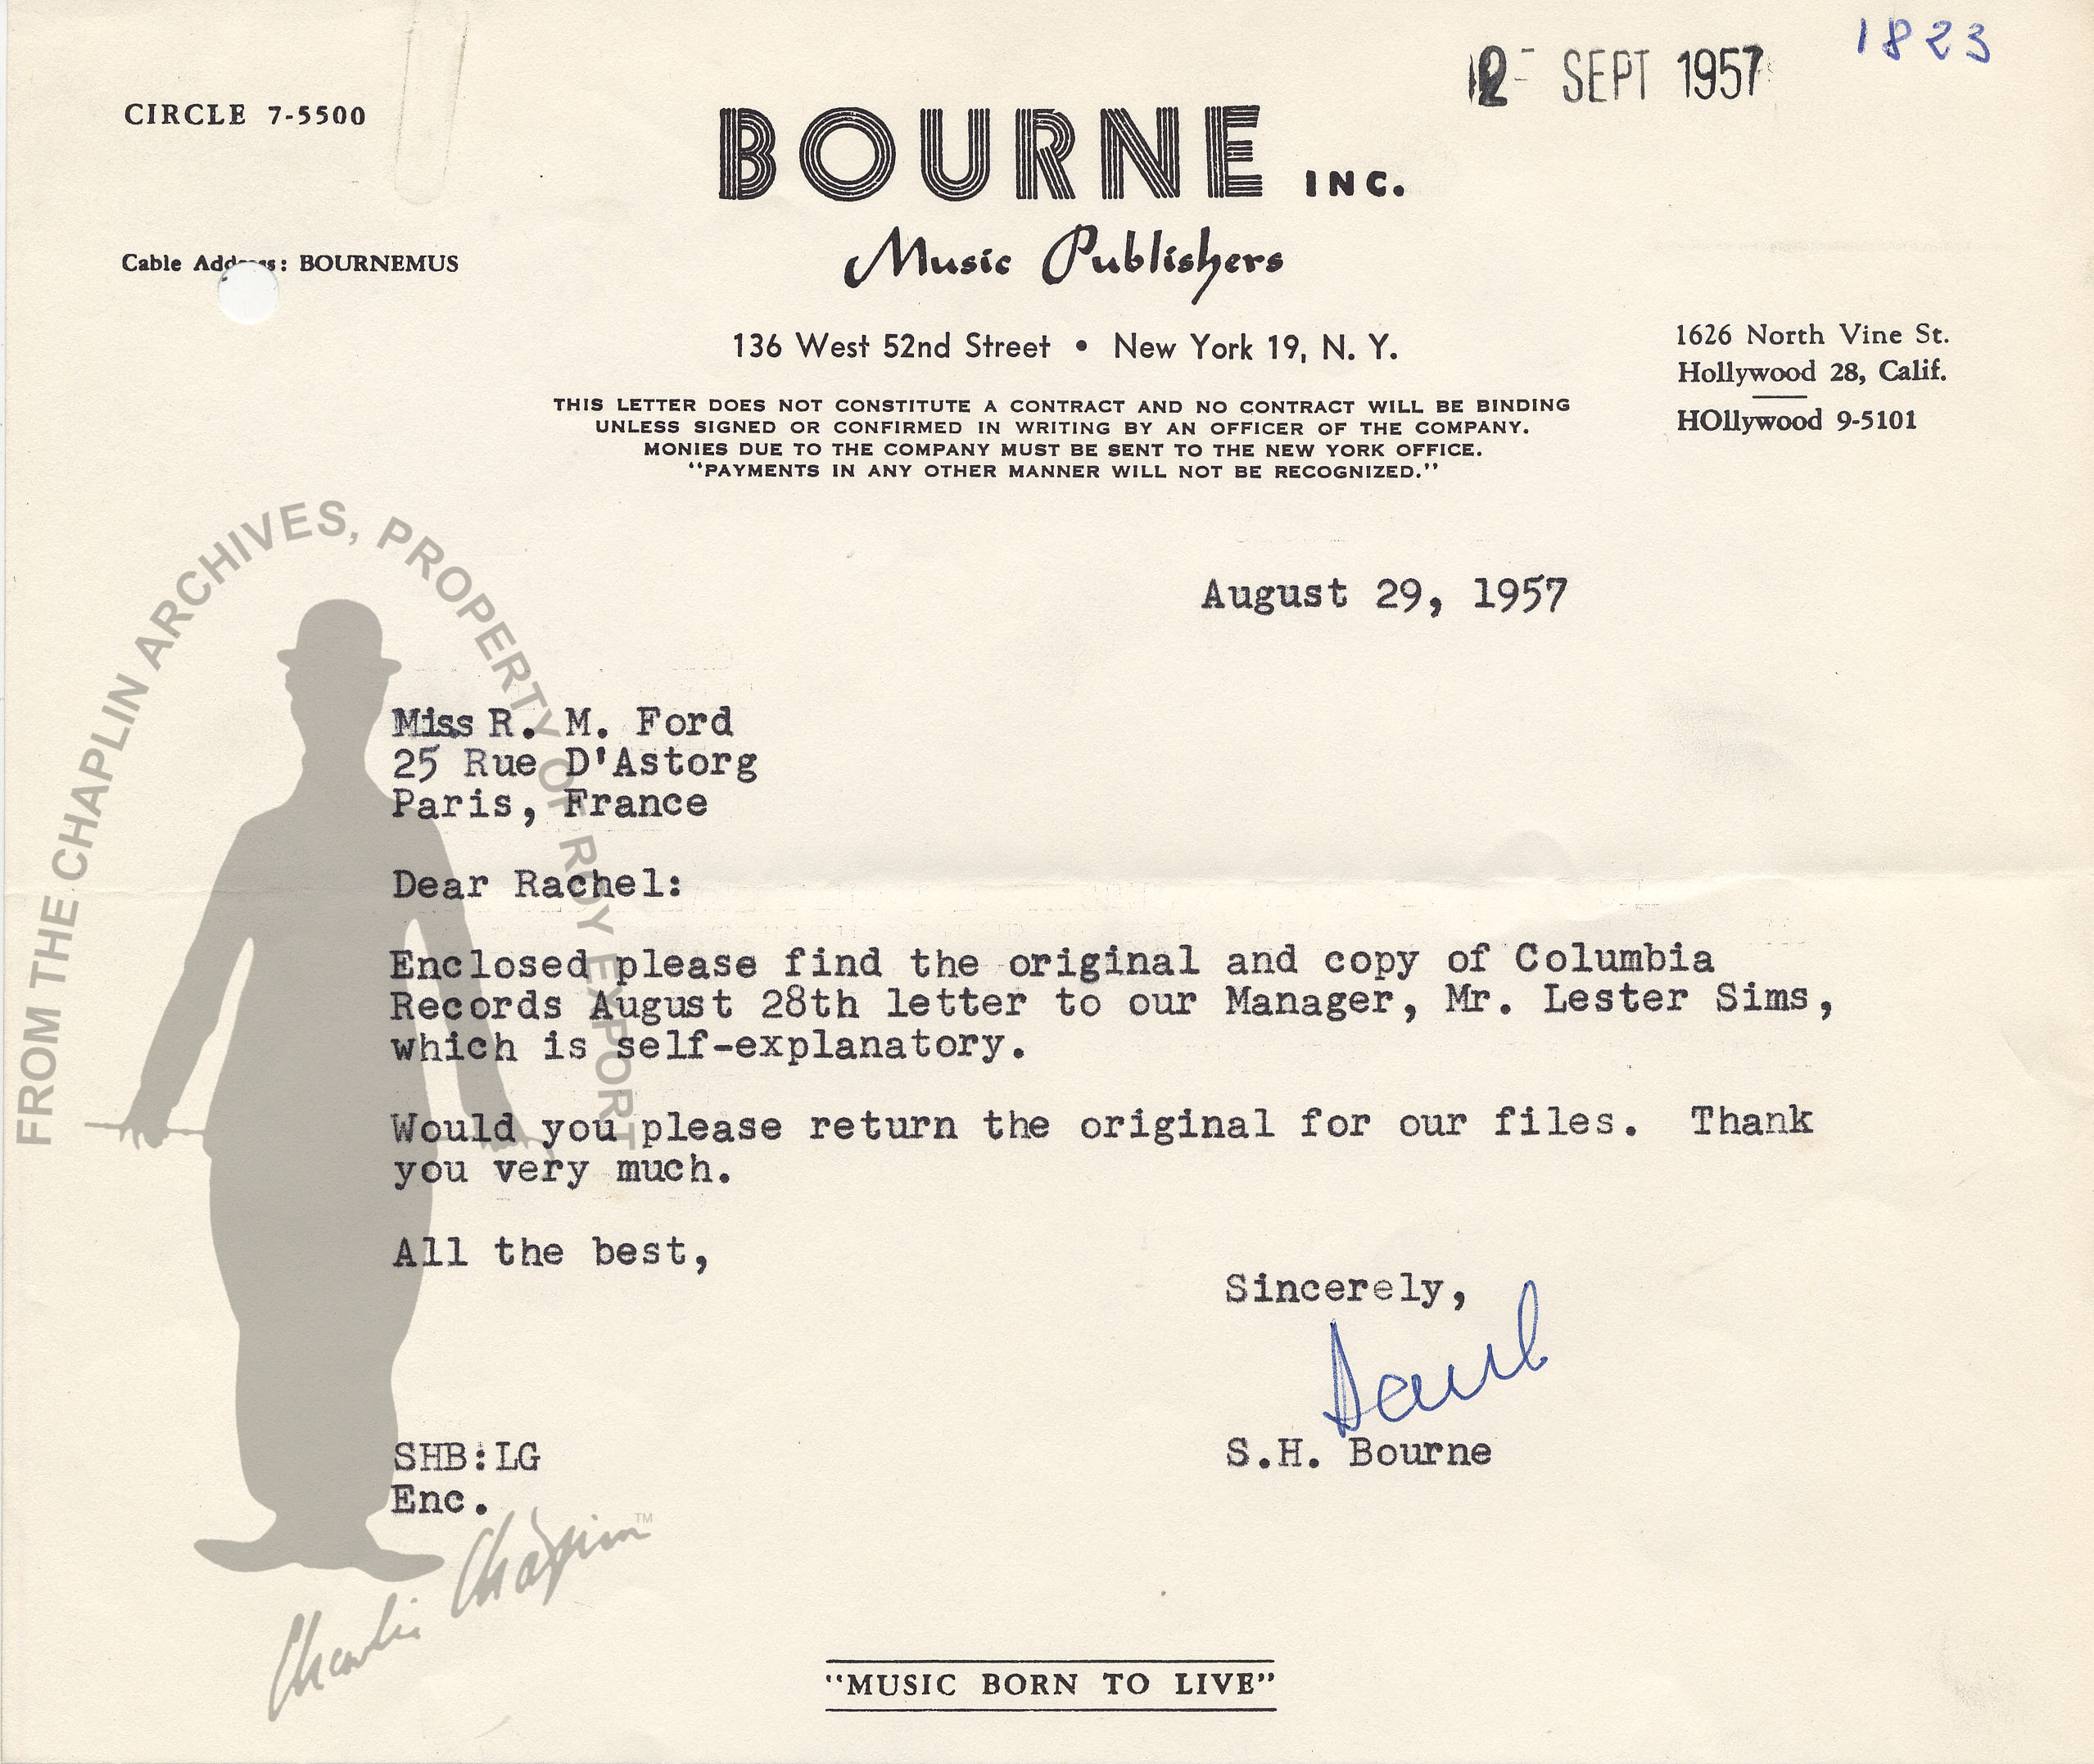 1823
2- SEPT 1957
CIRCLE 7-5500
BOURNE INC.
Music Publishers
Cable Address: BOURNEMUS
136 West 52nd Street • New York 19, N. Y.
1626 North Vine St.
Hollywood 28, Calif.
HOllywood 9-5101
THIS LETTER DOES NOT CONSTITUTE A CONTRACT AND NO CONTRACT WILL BE BINDING
UNLESS SIGNED OR CONFIRMED IN WRITING BY AN OFFICER OF THE COMPANY.
MONIES DUE TO THE COMPANY MUST BE SENT TO THE NEW YORK OFFICE.
"PAYMENTS IN ANY OTHER MANNER WILL NOT BE RECOGNIZED."
FROM THE CHAPLIN ARCHIVES, PROPERTY OF ROY EXPORT
August 29, 1957
Miss R. M. Ford
25 Rue D'Astorg
Paris, France
Dear Rachel:
Enclosed please find the original and copy of Columbia
Records August 28th letter to our Manager, Mr. Lester Sims,
which is self-explanatory.
Would you please return the original for our files.  Thank
you very much.
All the best,
Sincerely,
S.H. Bourne
SHB:LG
Enc.
Charlie Chaplin™
"MUSIC BORN TO LIVE"